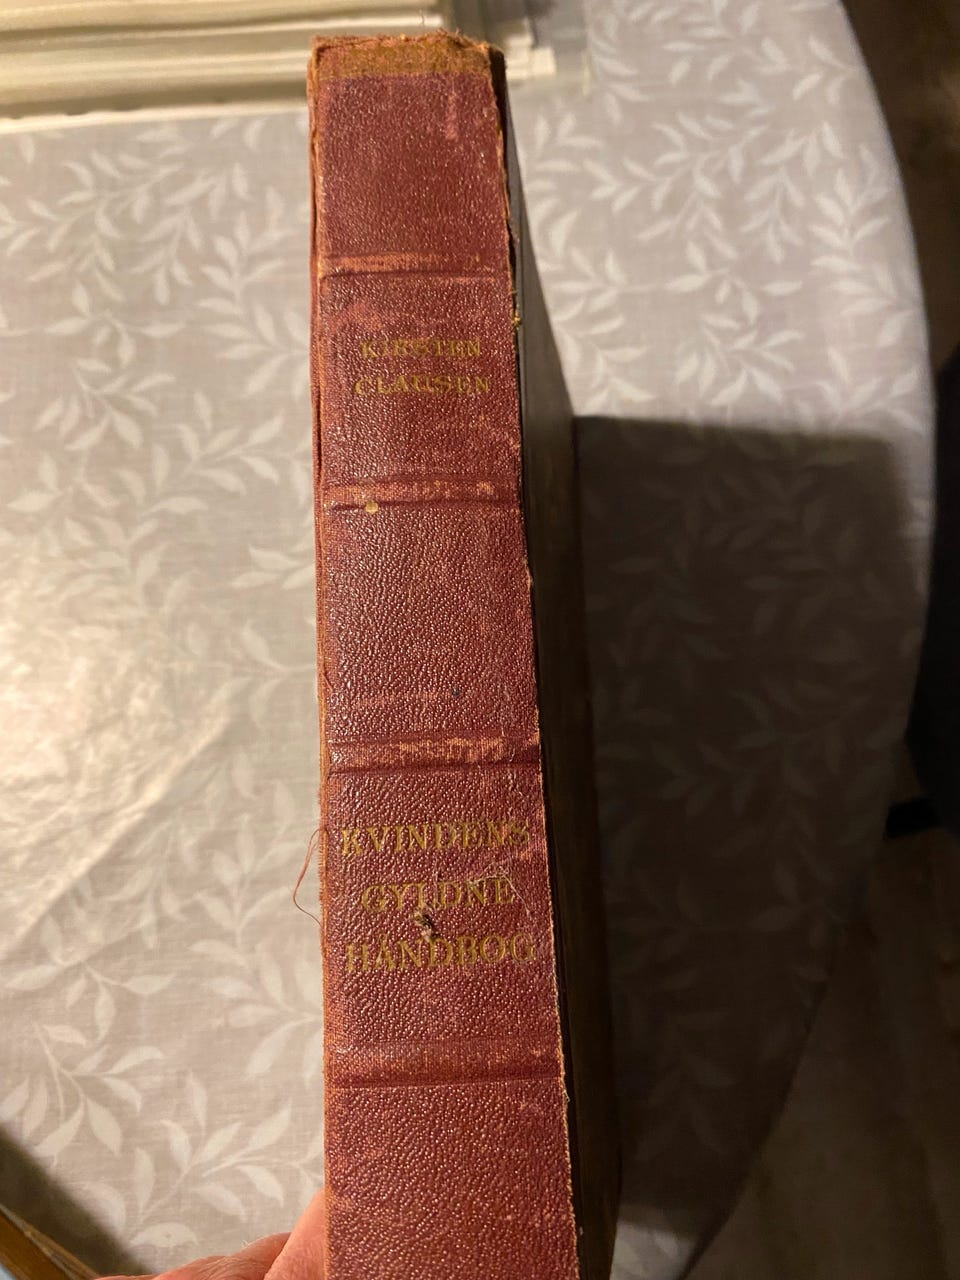 KIRSTEN
CLAUSEN
KVINDENS
GYLDNE
HÅNDBOG